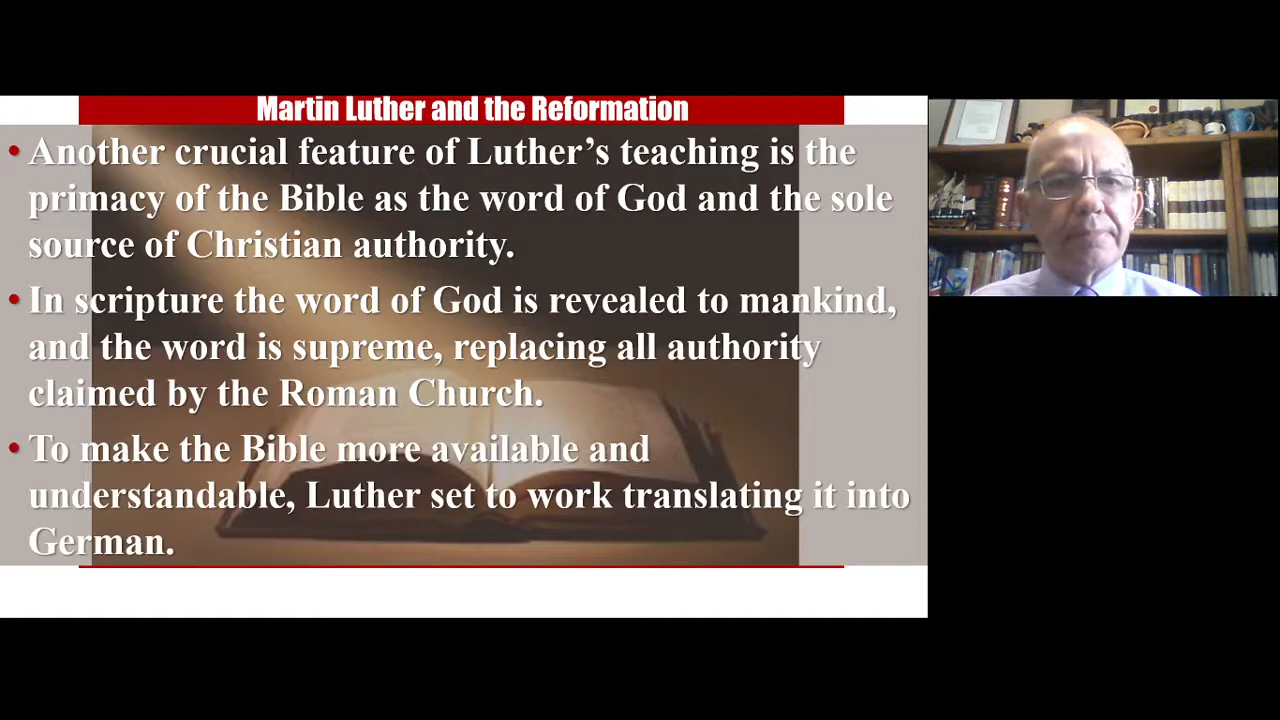 Martin Luther and the Reformation
• Another crucial feature of Luther’s teaching is the
primacy of the Bible as the word of God and the sole
source of Christian authority.
• In scripture the word of God is revealed to mankind,
and the word is supreme, replacing all authority
claimed by the Roman Church.
• To make the Bible more available and
understandable, Luther set to work translating it into
German.